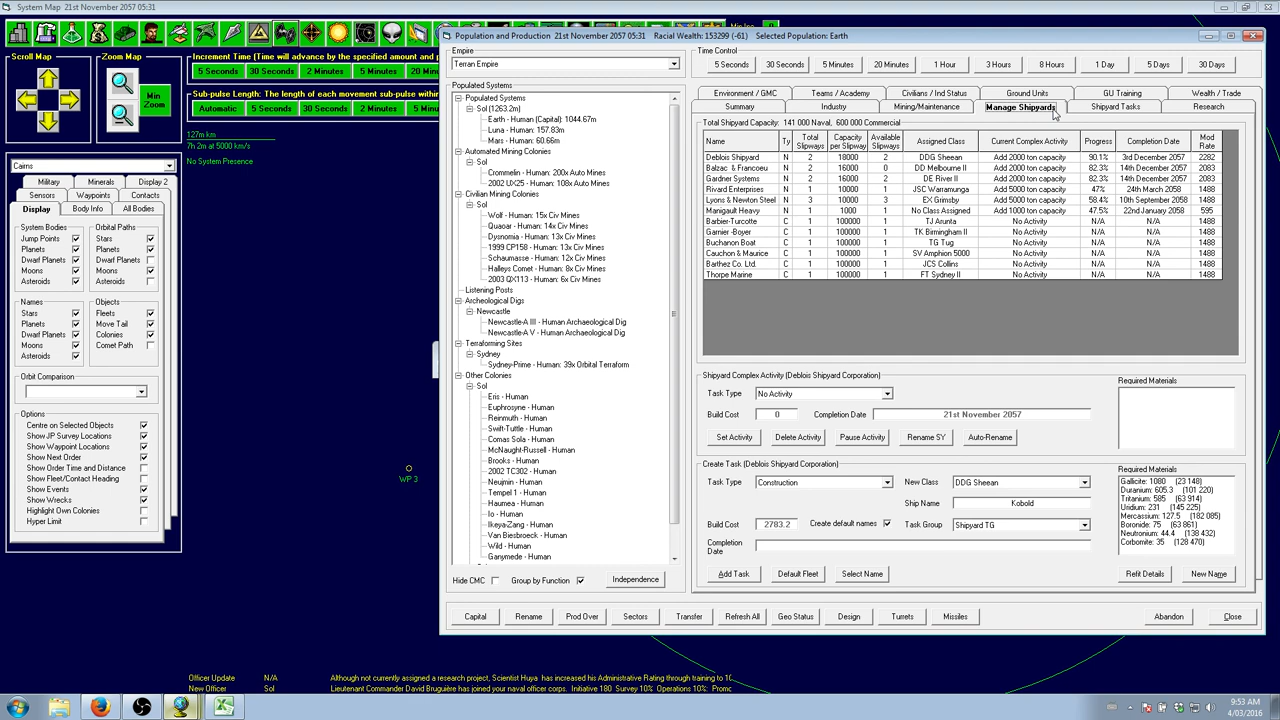 System Map  21st November 2057 05:31
Increment Time (Time will advance by the specified amount and p
5 Seconds  30 Seconds  2 Minutes  5 Minutes  20 Min
Sub-pulse Length: The length of each movement sub-pulse within
Automatic  5 Seconds  30 Seconds  2 Minutes  5 Minutes
Scroll Map
Zoom Map
Min
Zoom
127m km
7h 2m at 5000 km/s
No System Presence
Cairns
Military  Minerals  Display 2
Sensors  Waypoints  Contacts
Display  Body Info  All Bodies
System Bodies
Jump Points
Planets
Dwarf Planets
Moons
Asteroids
Orbital Paths
Stars
Planets
Dwarf Planets
Moons
Asteroids
Names
Stars
Planets
Dwarf Planets
Moons
Asteroids
Objects
Fleets
Move Tail
Colonies
Comet Path
Orbit Comparison
Options
Centre on Selected Objects
Show JP Survey Locations
Show Waypoint Locations
Show Next Order
Show Order Time and Distance
Show Fleet/Contact Heading
Show Events
Show Wrecks
Highlight Own Colonies
Hyper Limit
WP 3
Population and Production  21st November 2057 05:31  Racial Wealth: 153299 (-61)  Selected Population: Earth
Empire
Terran Empire
Populated Systems
Populated Systems
Sol (1263.2m)
Earth - Human (Capital): 1044.67m
Luna - Human: 157.83m
Mars - Human: 60.66m
Automated Mining Colonies
Sol
Crommelin - Human: 200x Auto Mines
2002 UX25 - Human: 108x Auto Mines
Civilian Mining Colonies
Sol
Wolf - Human: 15x Civ Mines
Quaoar - Human: 14x Civ Mines
Dysnomia - Human: 13x Civ Mines
1999 CP158 - Human: 13x Civ Mines
Schaumasse - Human: 12x Civ Mines
Halleys Comet - Human: 8x Civ Mines
2003 QX113 - Human: 6x Civ Mines
Listening Posts
Archeological Digs
Newcastle
Newcastle-A III - Human Archaeological Dig
Newcastle-A V - Human: Archaeological Dig
Terraforming Sites
Sydney
Sydney-Prime - Human: 39x Orbital Terraform
Other Colonies
Sol
Eris - Human
Euphrosyne - Human
Reinmuth - Human
Swift-Tuttle - Human
Comas Sola - Human
McNaught-Russell - Human
Brooks - Human
2002 TC302 - Human
Neujmin - Human
Tempel 1 - Human
Haumea - Human
Io - Human
Ikeya-Zeng - Human
Van Biesbroeck - Human
Wild - Human
Ganymede - Human
Hide CMC  Group by Function  Independence
Time Control
5 Seconds  30 Seconds  5 Minutes  20 Minutes  1 Hour  3 Hours  8 Hours  1 Day  5 Days  30 Days
Environment / GMC  Teams / Academy  Civilians / Ind Status  Ground Units  GU Training  Wealth / Trade
Summary  Industry  Mining/Maintenance  Manage Shipyards  Shipyard Tasks  Research
Total Shipyard Capacity:  141 000 Naval,  600 000 Commercial
Name  Ty  Total Slipways  Capacity per Slipway  Available Slipways  Assigned Class  Current Complex Activity  Progress  Completion Date  Mod Rate
Deblois Shipyard  N  2  18000  2  DDG Sheean  Add 2000 ton capacity  90.1%  3rd December 2057  2282
Balzac & Francoeu  N  2  16000  0  DD Melbourne II  Add 2000 ton capacity  82.3%  14th December 2057  2083
Gardner Systems  N  2  16000  2  DE River II  Add 2000 ton capacity  82.3%  14th December 2057  2083
Rivard Enterprises  N  1  10000  1  JSC Warramunga  Add 5000 ton capacity  47%  24th March 2058  1488
Lyons & Newton Steel  N  3  10000  3  EX Grimsby  Add 5000 ton capacity  58.4%  10th September 2058  1488
Manigault Heavy  N  1  1000  1  No Class Assigned  Add 1000 ton capacity  47.5%  22nd January 2058  595
Barbier-Turcotte  C  1  100000  1  TJ Arunta  No Activity  N/A  N/A  1488
Garnier -Boyer  C  1  100000  1  TK Birmingham II  No Activity  N/A  N/A  1488
Buchanon Boat  C  1  100000  1  TG Tug  No Activity  N/A  N/A  1488
Cauchon & Maurice  C  1  100000  1  SV Amphion 5000  No Activity  N/A  N/A  1488
Barthez Co. Ltd.  C  1  100000  1  JCS Collins  No Activity  N/A  N/A  1488
Thorpe Marine  C  1  100000  1  FT Sydney II  No Activity  N/A  N/A  1488
Shipyard Complex Activity (Deblois Shipyard Corporation)
Task Type  No Activity
Build Cost  0  Completion Date  21st November 2057
Set Activity  Delete Activity  Pause Activity  Rename SY  Auto-Rename
Required Materials
Create Task (Deblois Shipyard Corporation)
Task Type  Construction  New Class  DDG Sheean
Ship Name  Kobold
Build Cost  2783.2  Create default names  Task Group  Shipyard TG
Completion
Date
Add Task  Default Fleet  Select Name  Refit Details  New Name
Required Materials
Gallicite: 1080  (23 148)
Duranium: 605.3  (101 220)
Tritanium: 585  (63 914)
Uridium: 231  (145 225)
Mercassium: 127.5  (182 085)
Boronide: 75  (63 861)
Neutronium: 44.4  (138 432)
Corbomite: 35  (128 470)
Capital  Rename  Prod Over  Sectors  Transfer  Refresh All  Geo Status  Design  Turrets  Missiles  Abandon  Close
Officer Update  N/A  Although not currently assigned a research project, Scientist Huya  has increased his Administrative Rating through training to 10
New Officer  Sol  Lieutenant Commander David Bruguière has joined your naval officer corps.  Initiative 180  Survey 10%  Operations 10%:  Promo
9:53 AM
4/03/2016